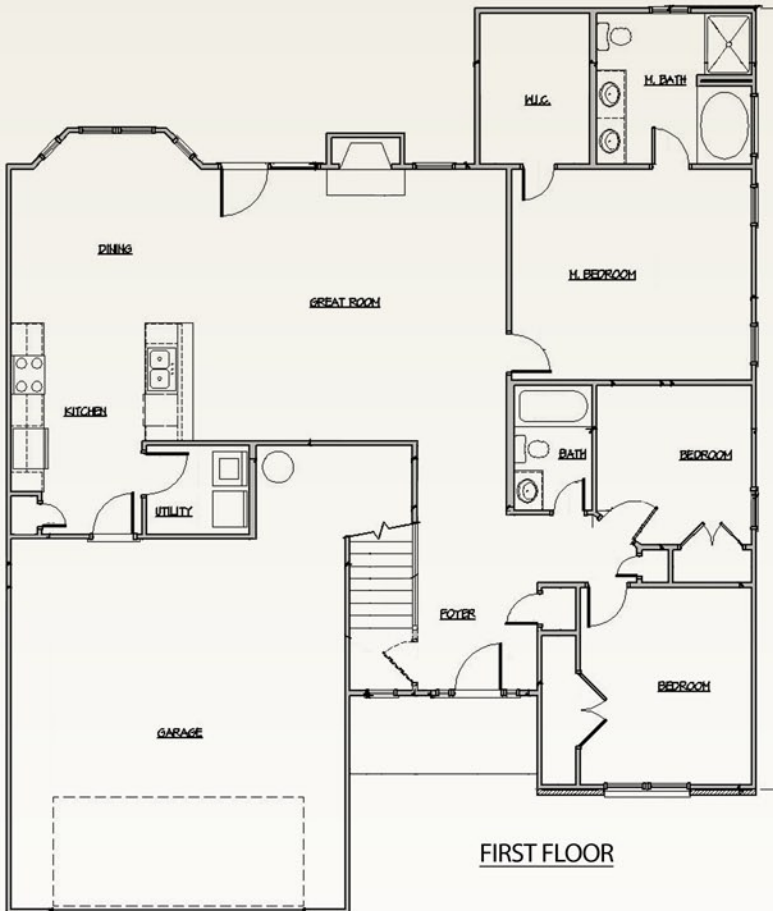 W.I.C.
M. BATH
DINING
M. BEDROOM
GREAT ROOM
KITCHEN
BATH
BEDROOM
UTILITY
FOYER
BEDROOM
GARAGE
FIRST FLOOR